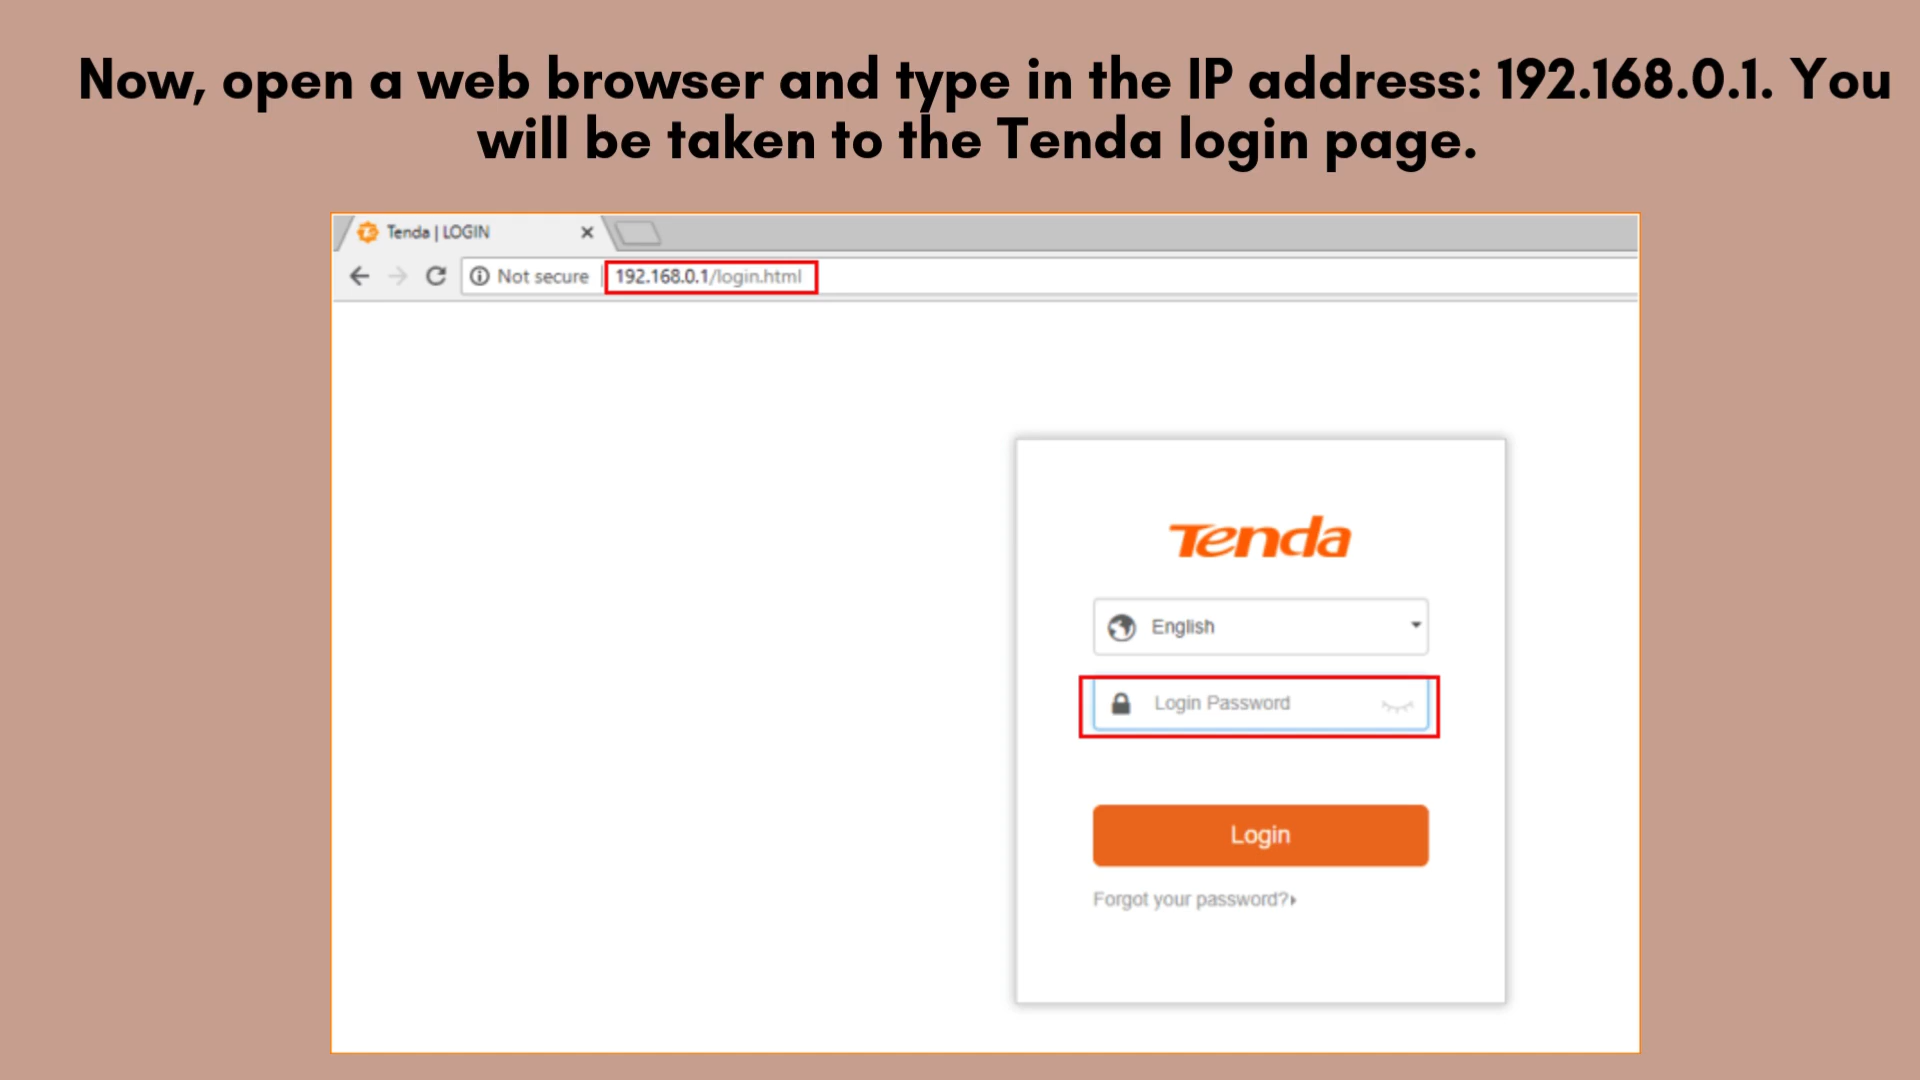 Now, open a web browser and type in the IP address: 192.168.0.1. You
will be taken to the Tenda login page.
Tenda | LOGIN
Not secure 192.168.0.1/login.html
Tenda
English
Login Password
Login
Forgot your password?